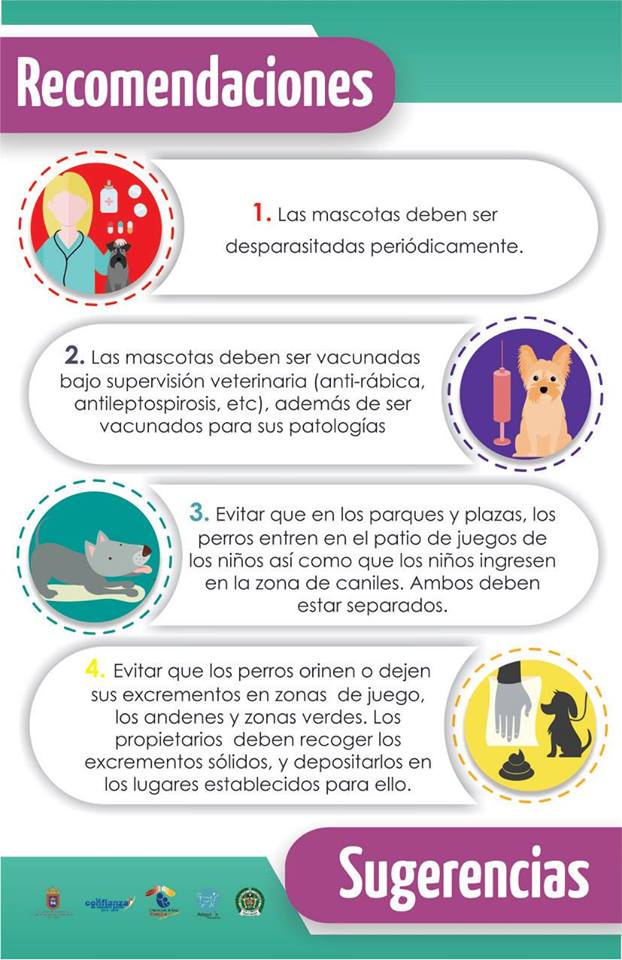 Recomendaciones
1. Las mascotas deben ser
desparasitadas periódicamente.
2. Las mascotas deben ser vacunadas
bajo supervisión veterinaria (anti-rábica,
antileptospirosis, etc), además de ser
vacunados para sus patologías
3. Evitar que en los parques y plazas, los
perros entren en el patio de juegos de
los niños así como que los niños ingresen
en la zona de caniles. Ambos deben
estar separados.
4. Evitar que los perros orinen o dejen
sus excrementos en zonas de juego,
los andenes y zonas verdes. Los
propietarios deben recoger los
excrementos sólidos, y depositarlos en
los lugares establecidos para ello.
Sugerencias
confianza